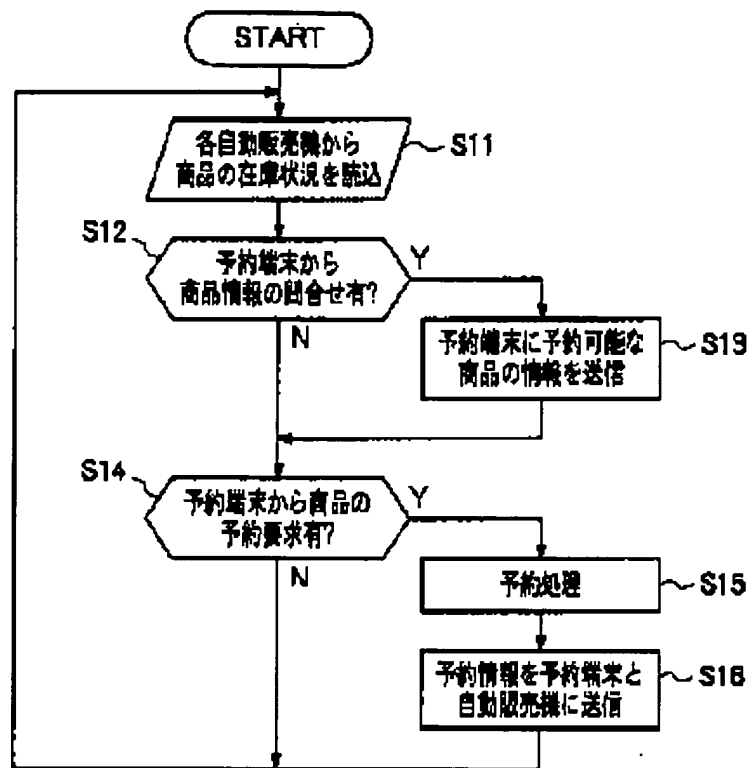 START
各自動販売機から
商品の在庫状況を読込
S11
S12
予約端末から
商品情報の問合せ有?
Y
N
予約端末に予約可能な
商品の情報を送信
S13
S14
予約端末から商品の
予約要求有?
Y
N
予約処理
S15
予約情報を予約端末と
自動販売機に送信
S16